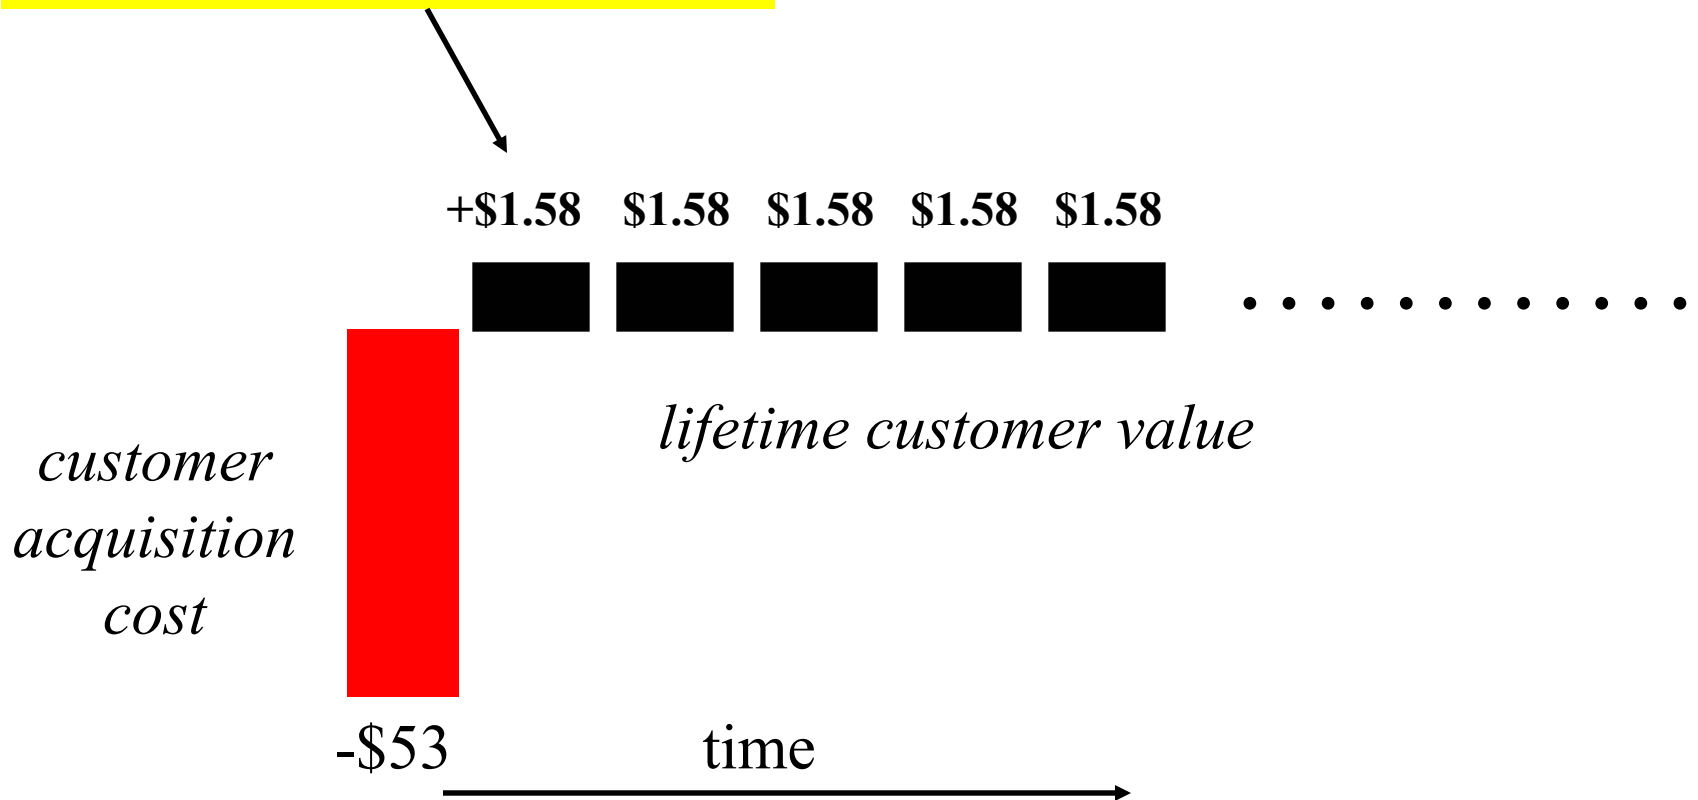 +$1.58 $1.58 $1.58 $1.58 $1.58
lifetime customer value
customer
acquisition
cost
-$53
time